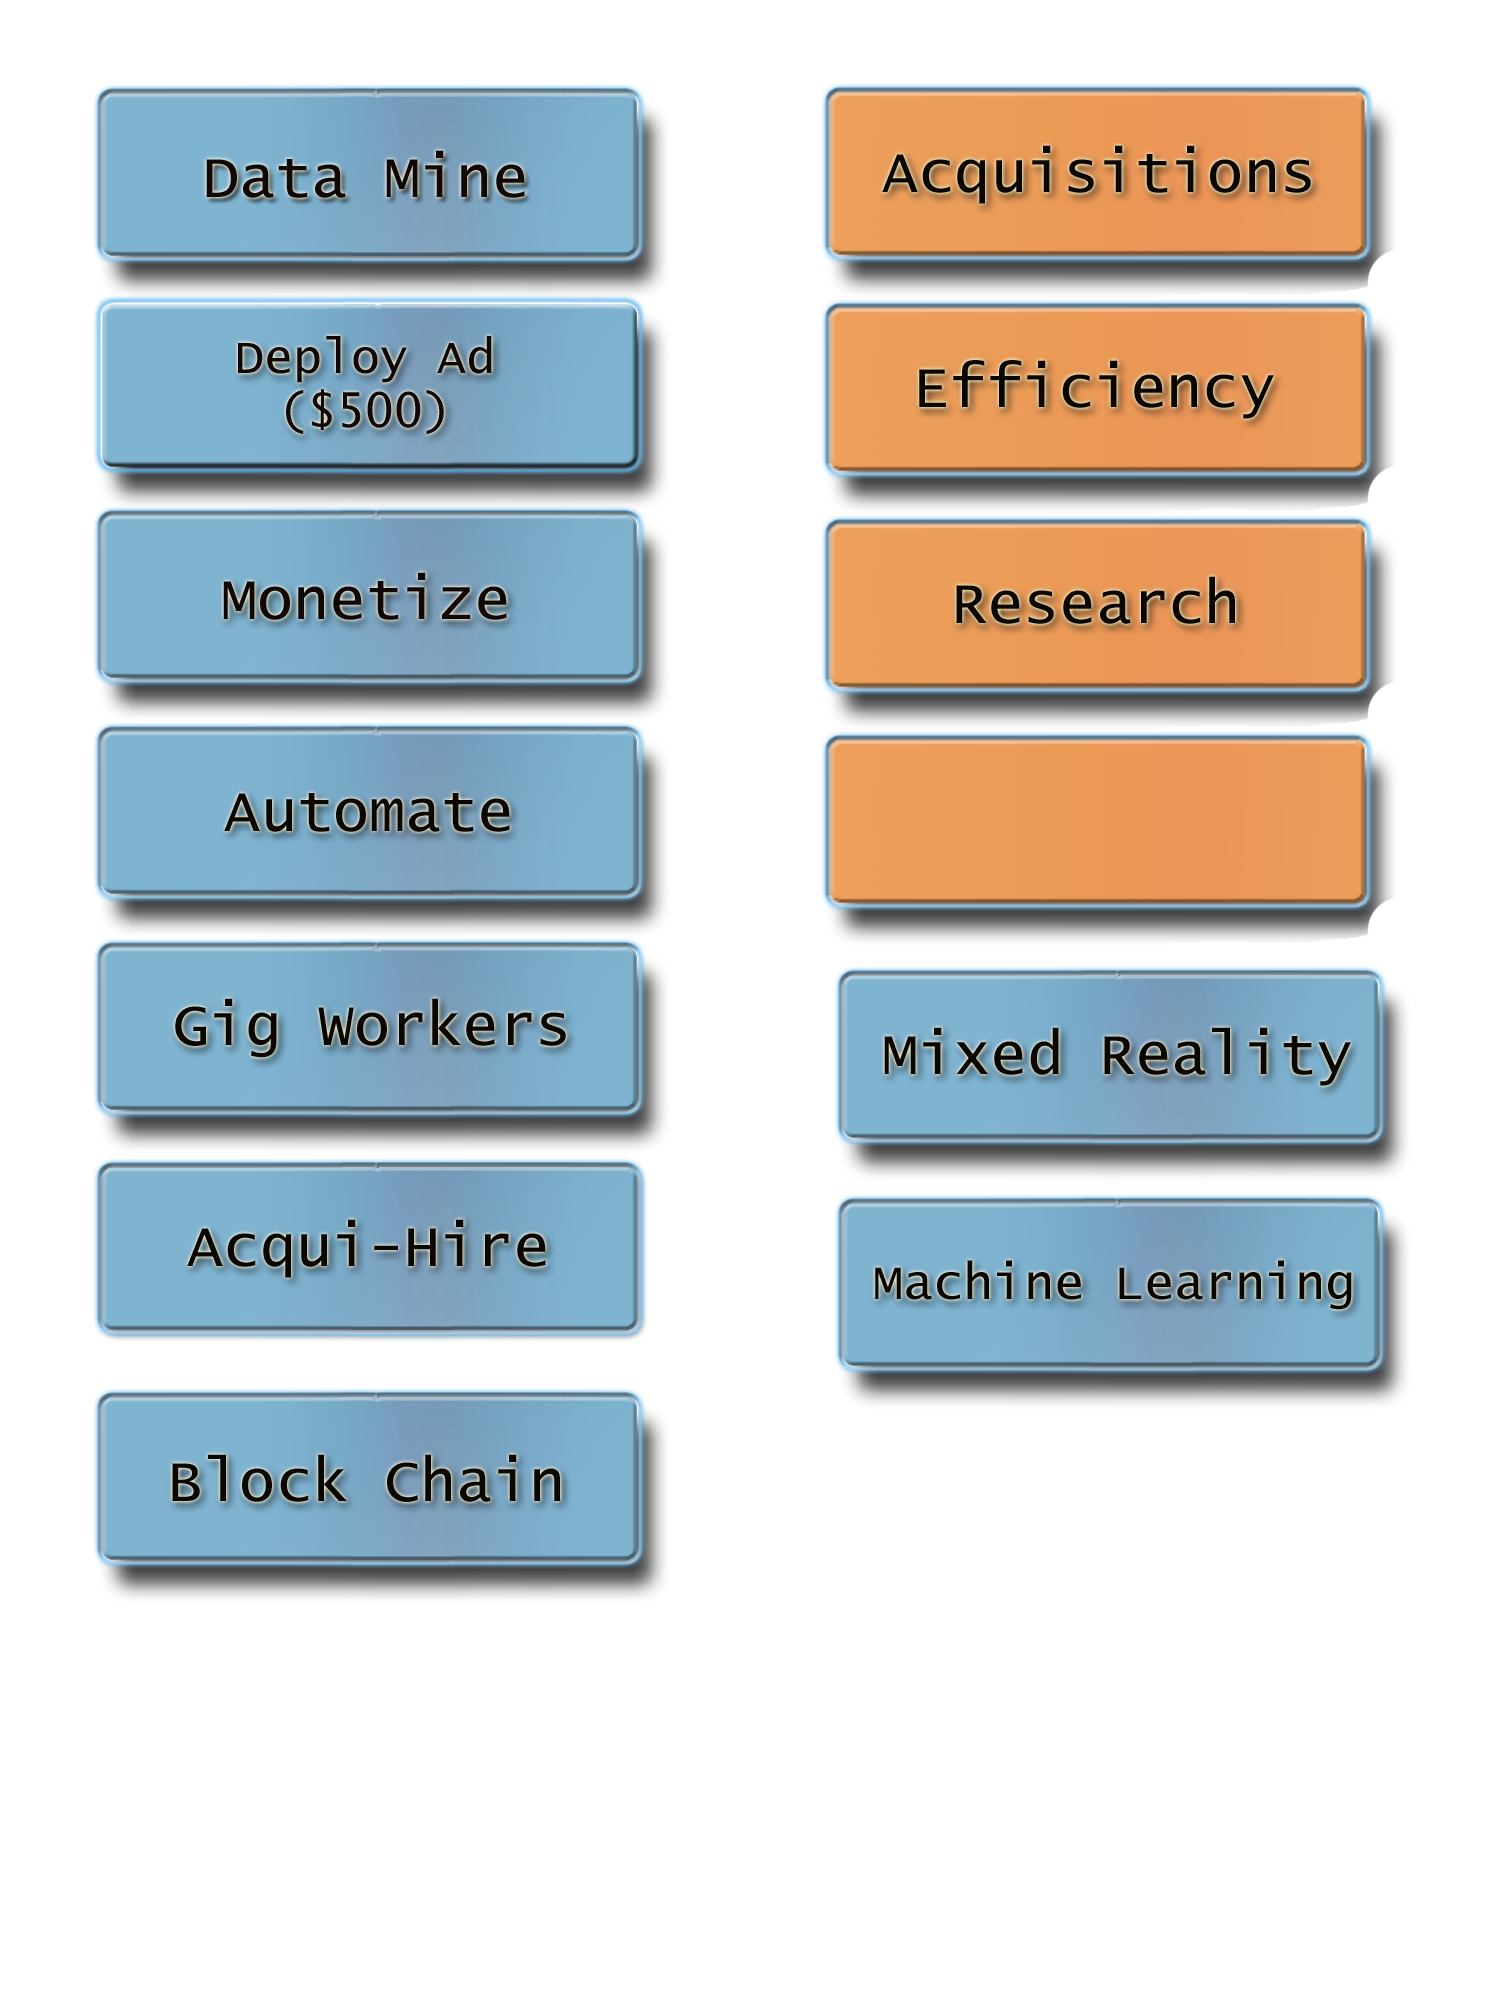 Data Mine
Deploy Ad
($500)
Monetize
Automate
Gig Workers
Acqui-Hire
Block Chain
Acquisitions
Efficiency
Research
Mixed Reality
Machine Learning